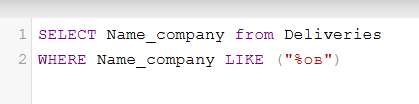 1 SELECT Name_company from Deliveries
2 WHERE Name_company LIKE ("%ов")